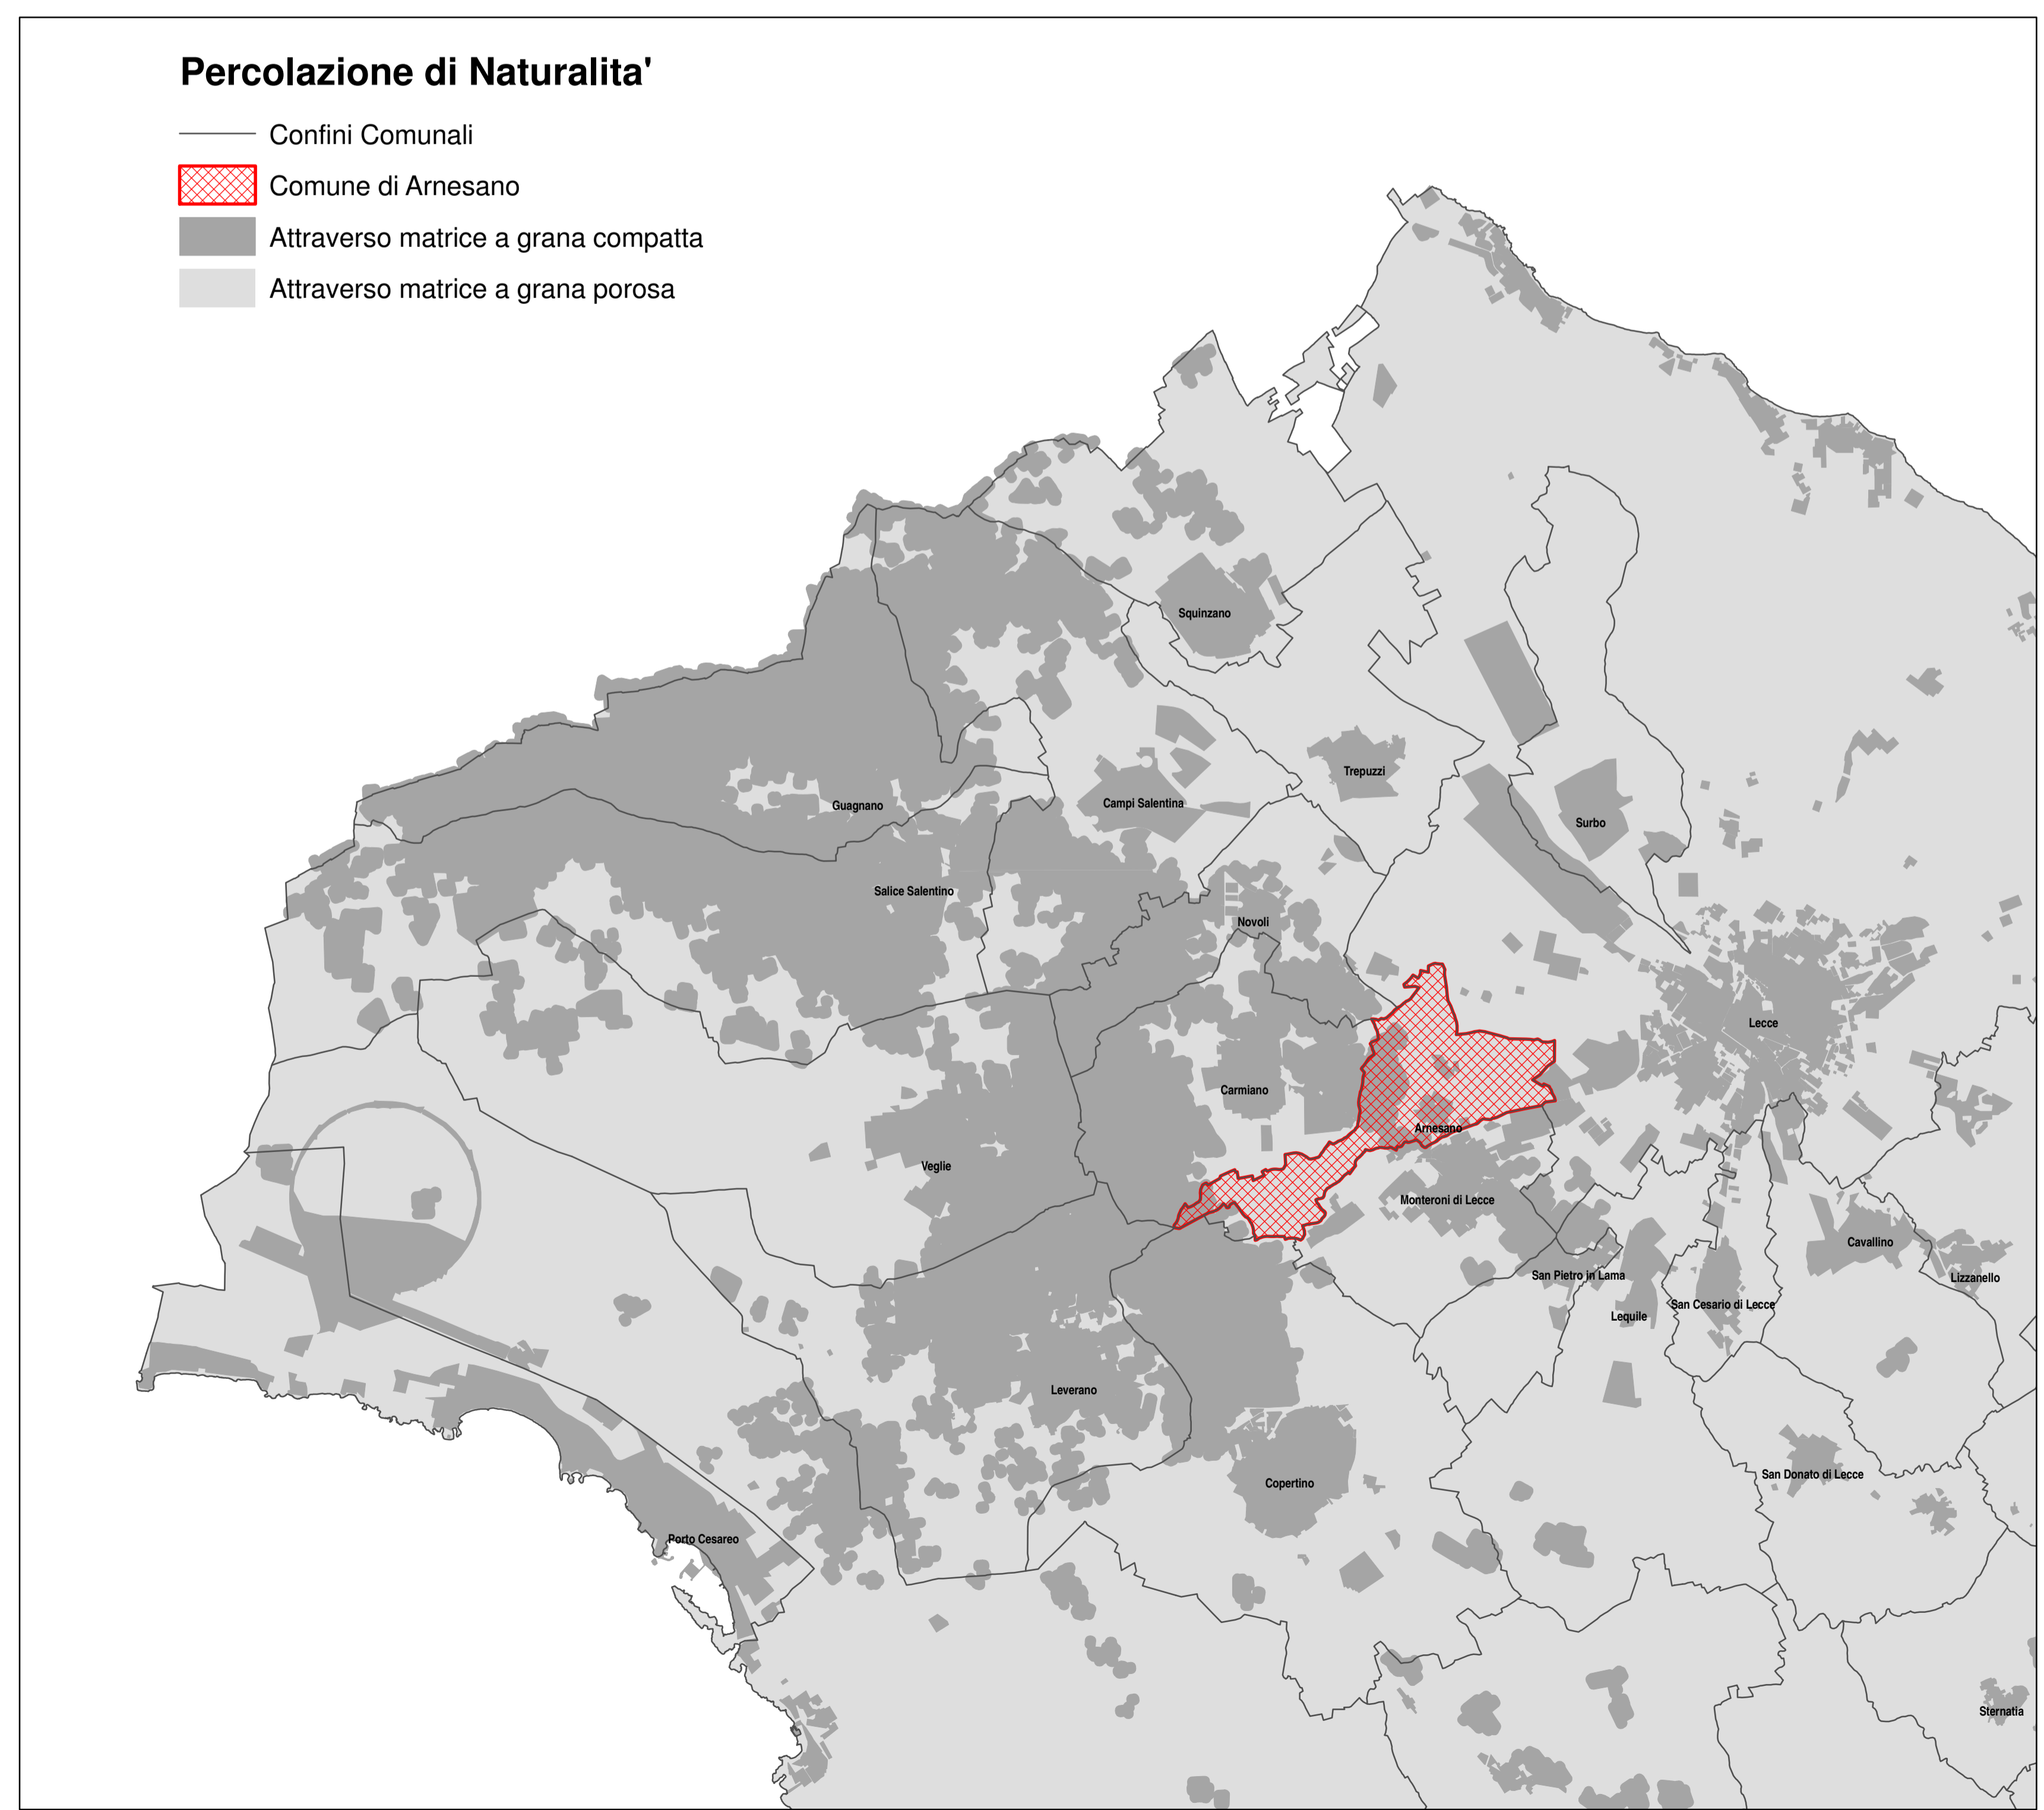 Percolazione di Naturalita'
Confini Comunali
Comune di Arnesano
Attraverso matrice a grana compatta
Attraverso matrice a grana porosa
Squinzano
Trepuzzi
Guagnano
Campi Salentina
Surbo
Salice Salentino
Novoli
Lecce
Carmiano
Arnesano
Veglie
Monteroni di Lecce
Cavallino
San Pietro in Lama
Lizzanello
San Cesario di Lecce
Lequile
Leverano
San Donato di Lecce
Copertino
Porto Cesareo
Sternatia